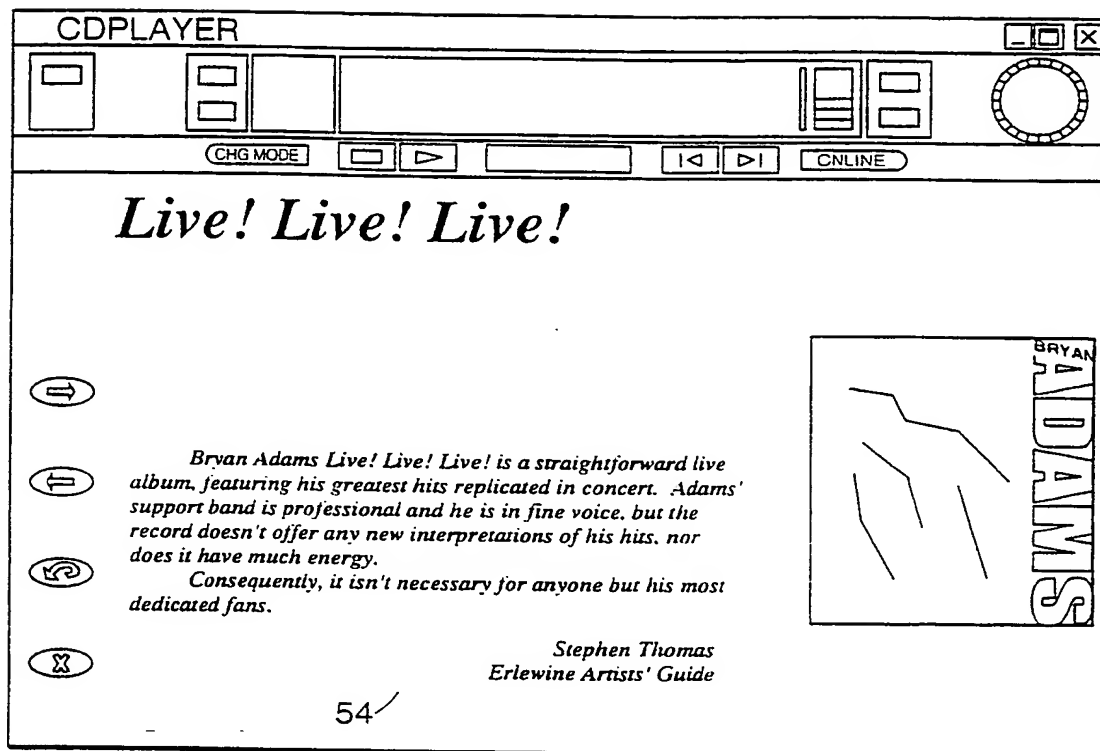 CDPLAYER
CHG MODE
CNLINE
Live! Live! Live!
BRYAN
ADAMS
Bryan Adams Live! Live! Live! is a straightforward live
album, featuring his greatest hits replicated in concert. Adams'
support band is professional and he is in fine voice, but the
record doesn't offer any new interpretations of his hits, nor
does it have much energy.
Consequently, it isn't necessary for anyone but his most
dedicated fans.
Stephen Thomas
Erlewine Artists' Guide
54